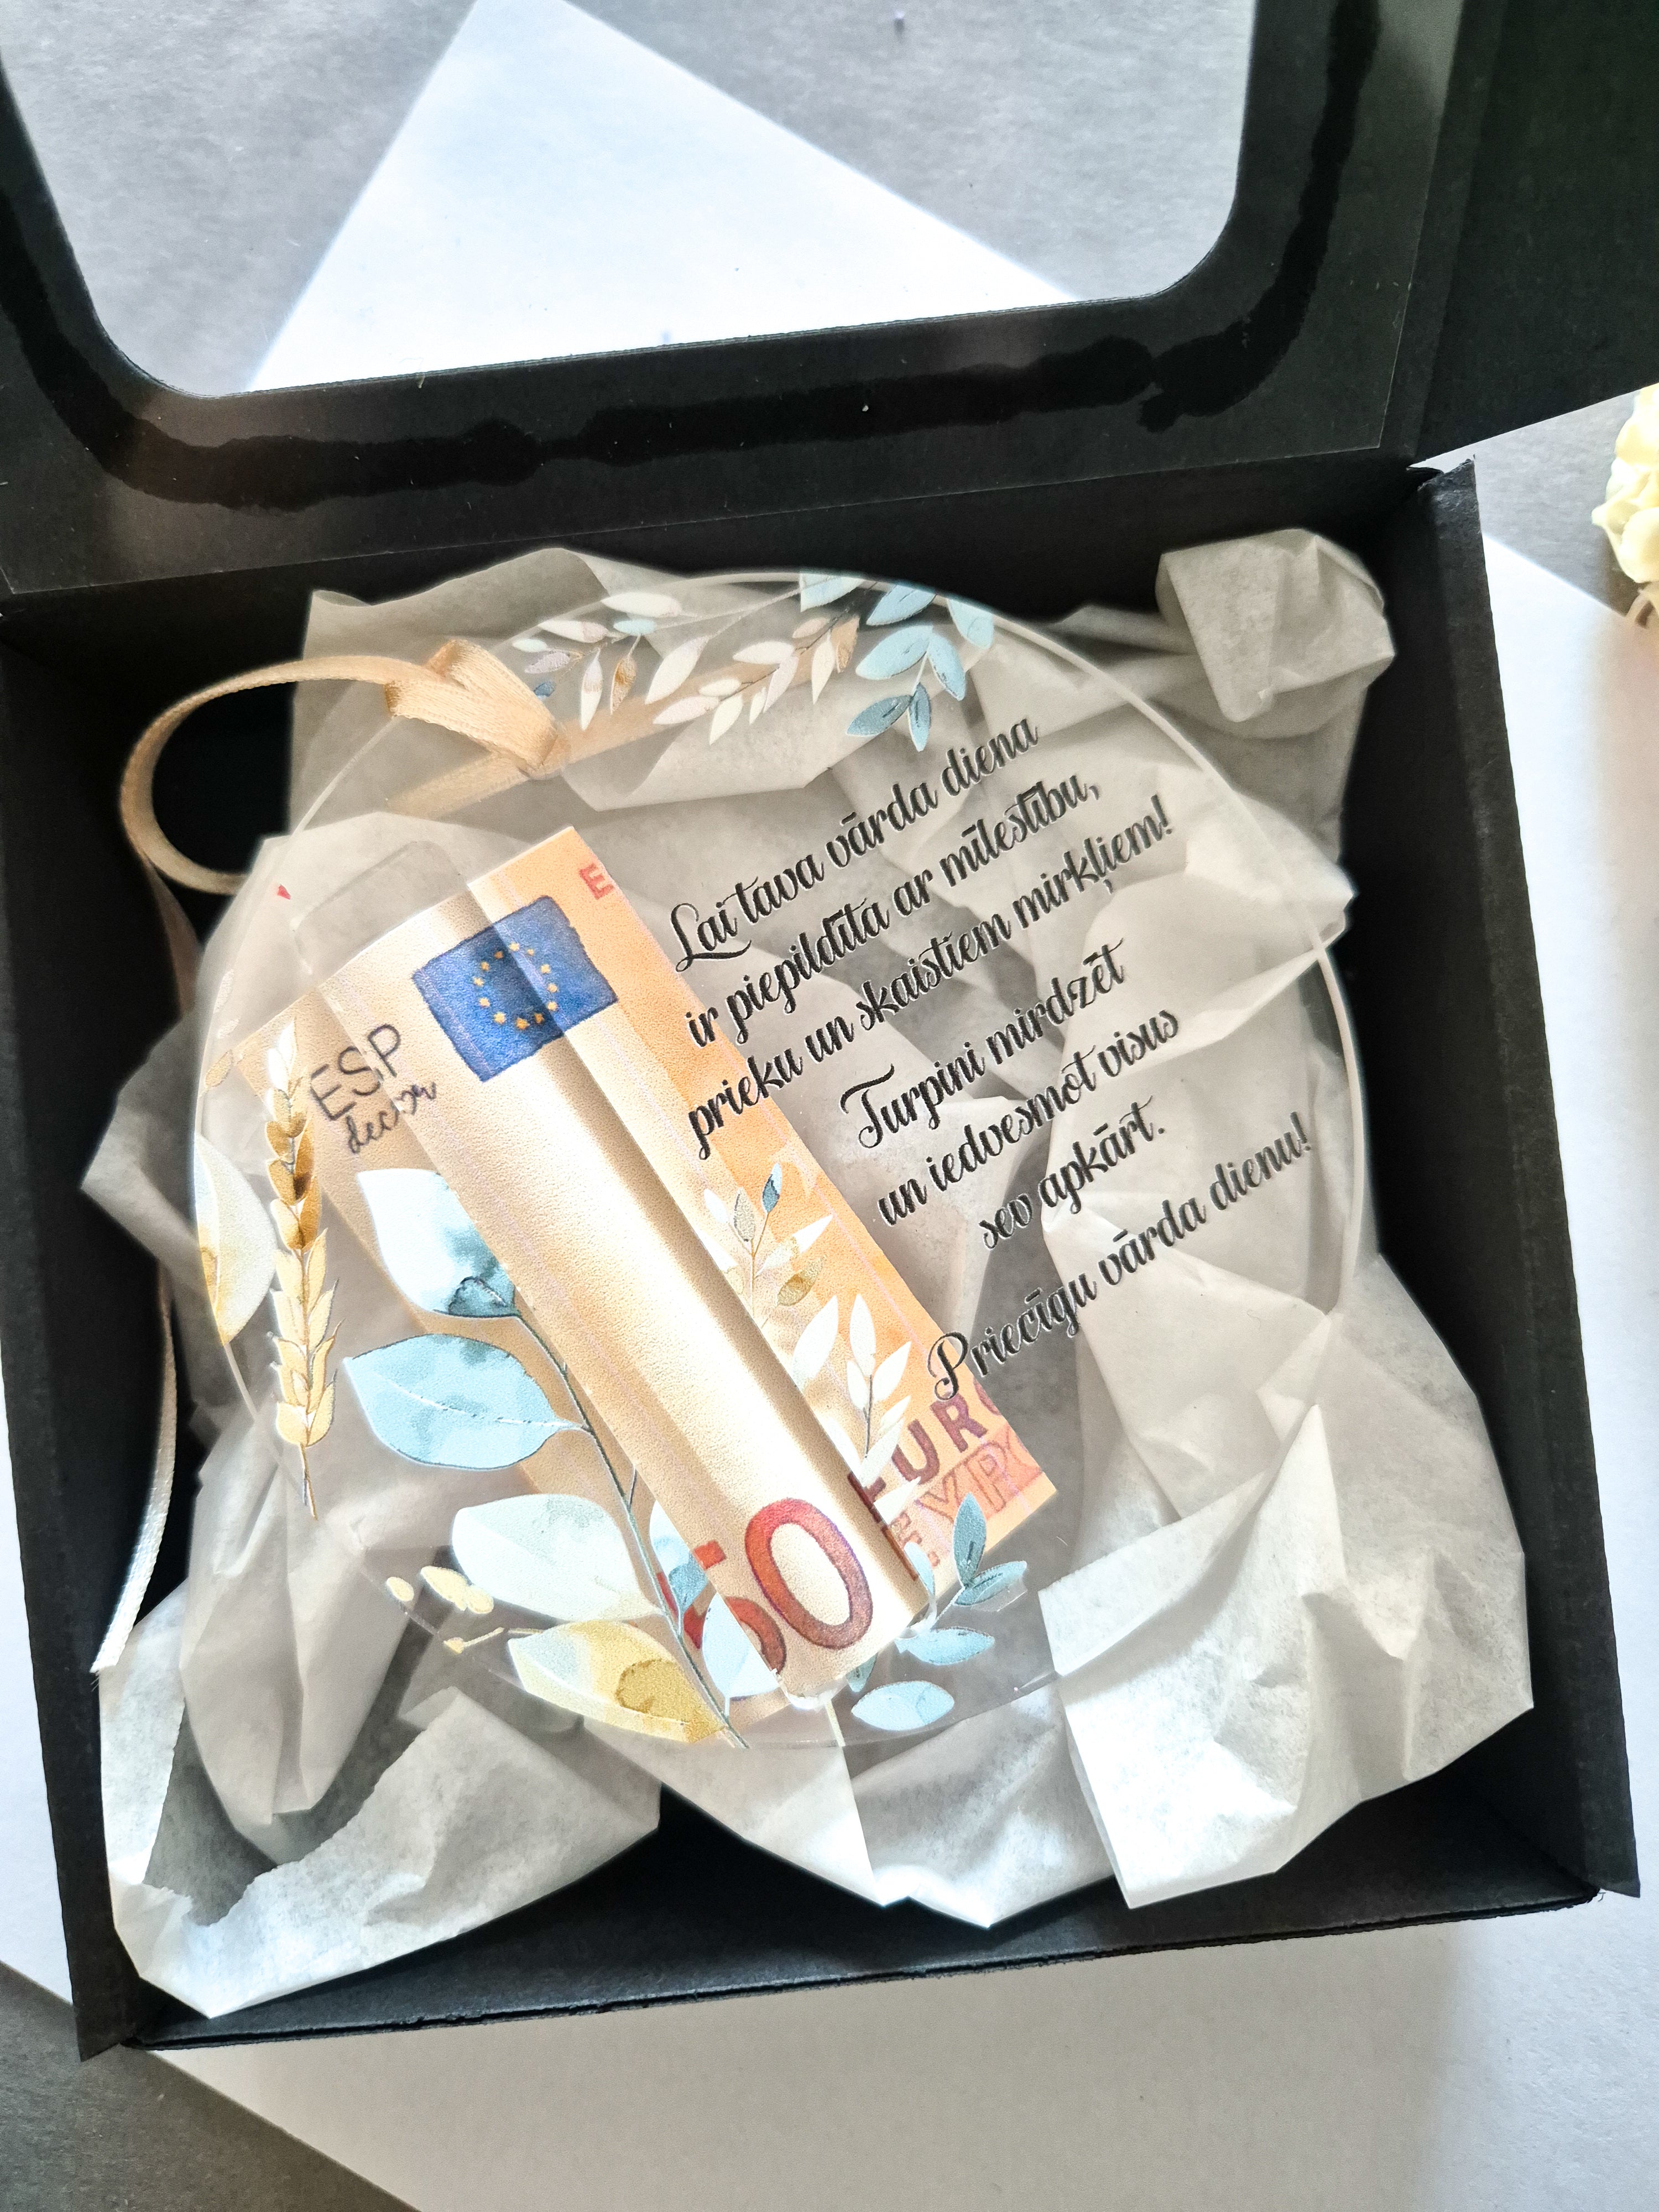 Lai tava vārda diena
ir piepildīta ar mīlestību,
prieku un skaistiem mirkļiem!
Turpini mirdzēt
un iedvesmot visus
sev apkārt.
Priecīgu vārda dienu!
ESP
decor
E
50
EURO